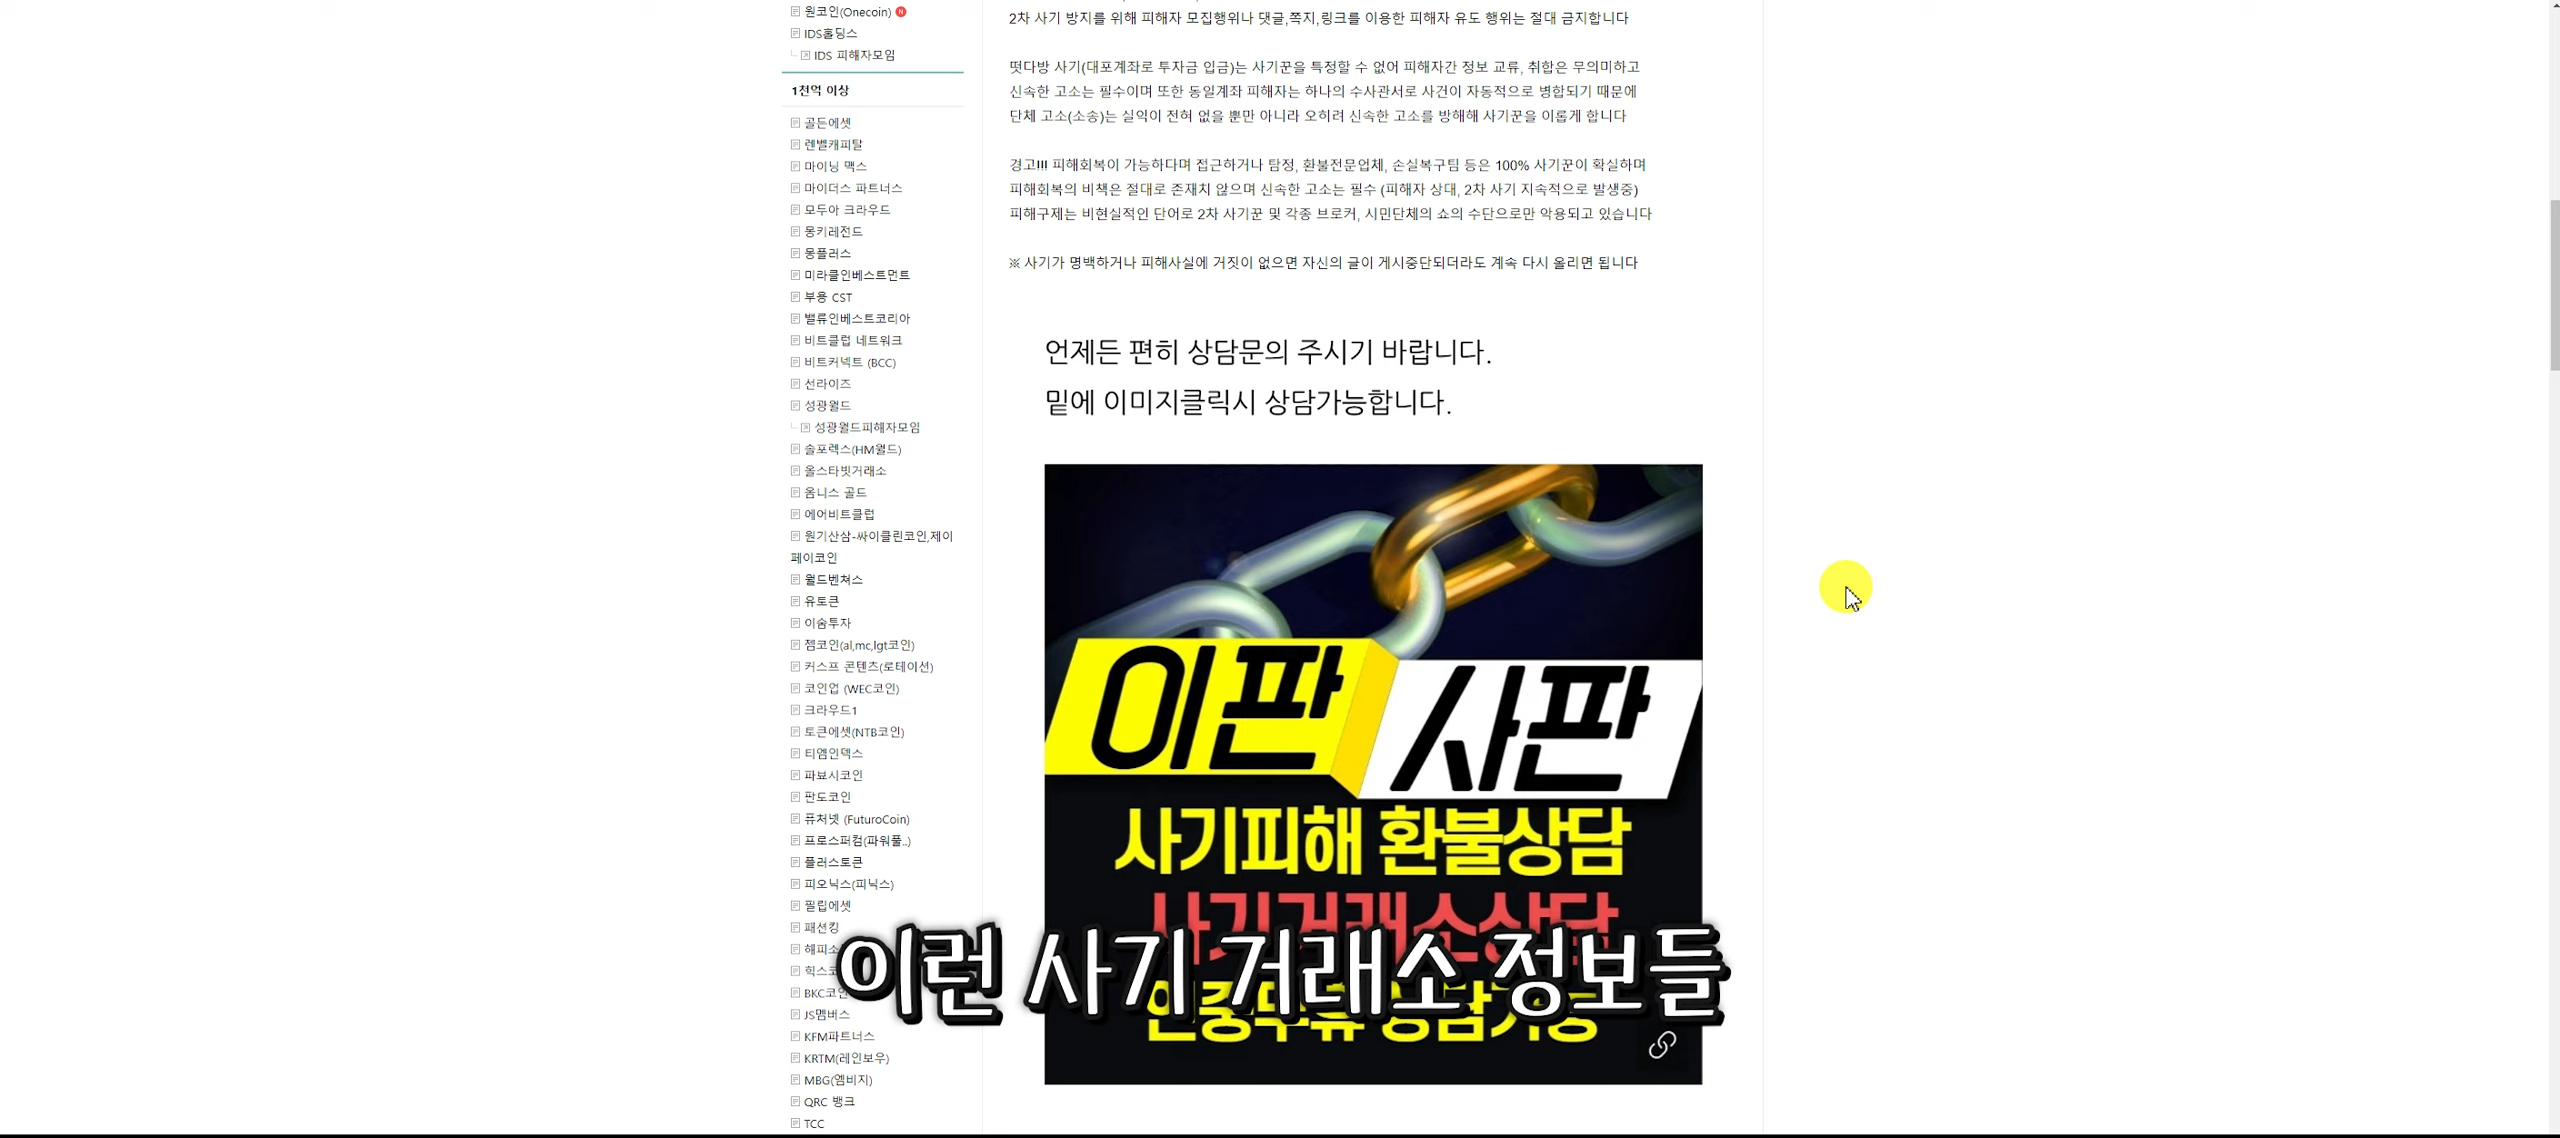 원코인(Onecoin) N
IDS홀딩스
IDS 피해자모임
1천억 이상
골든에셋
렌벨캐피탈
마이닝 맥스
마이더스 파트너스
모두아 크라우드
몽키레전드
몽플러스
미라클인베스트먼트
부용 CST
밸류인베스트코리아
비트클럽 네트워크
비트커넥트 (BCC)
선라이즈
성광월드
성광월드피해자모임
솔포렉스(HM월드)
올스타빗거래소
옴니스 골드
에어비트클럽
원기산삼-싸이클린코인,제이
페이코인
월드벤쳐스
유토큰
이숨투자
젬코인(al,mc,lgt코인)
커스프 콘텐츠(로테이션)
코인업 (WEC코인)
크라우드1
토큰에셋(NTB코인)
티엠인덱스
파뵤시코인
판도코인
퓨처넷 (FuturoCoin)
프로스퍼컴(파워풀..)
플러스토큰
피오닉스(피닉스)
필립에셋
패션킹
해피소
힉스코
BKC코인
JS멤버스
KFM파트너스
KRTM(레인보우)
MBG(엠비지)
QRC 뱅크
TCC
2차 사기 방지를 위해 피해자 모집행위나 댓글,쪽지,링크를 이용한 피해자 유도 행위는 절대 금지합니다
떳다방 사기(대포계좌로 투자금 입금)는 사기꾼을 특정할 수 없어 피해자간 정보 교류, 취합은 무의미하고
신속한 고소는 필수이며 또한 동일계좌 피해자는 하나의 수사관서로 사건이 자동적으로 병합되기 때문에
단체 고소(소송)는 실익이 전혀 없을 뿐만 아니라 오히려 신속한 고소를 방해해 사기꾼을 이롭게 합니다
경고!!! 피해회복이 가능하다며 접근하거나 탐정, 환불전문업체, 손실복구팀 등은 100% 사기꾼이 확실하며
피해회복의 비책은 절대로 존재치 않으며 신속한 고소는 필수 (피해자 상대, 2차 사기 지속적으로 발생중)
피해구제는 비현실적인 단어로 2차 사기꾼 및 각종 브로커, 시민단체의 쇼의 수단으로만 악용되고 있습니다
※ 사기가 명백하거나 피해사실에 거짓이 없으면 자신의 글이 게시중단되더라도 계속 다시 올리면 됩니다
언제든 편히 상담문의 주시기 바랍니다.
밑에 이미지클릭시 상담가능합니다.
이판사판
사기피해 환불상담
사기거래소상담
연중무휴 상담가능
이런 사기 거래소 정보들